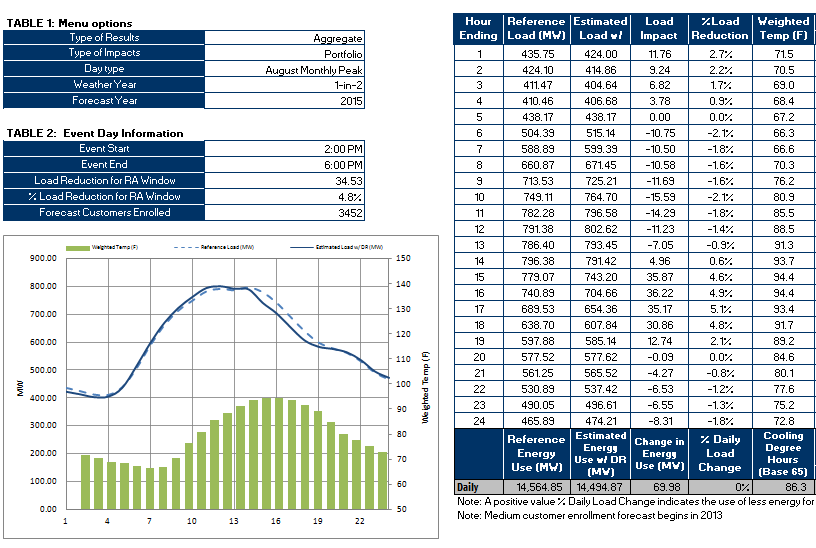 TABLE 1: Menu options
Type of Results Aggregate
Type of Impacts Portfolio
Day type August Monthly Peak
Weather Year 1-in-2
Forecast Year 2015
TABLE 2: Event Day Information
Event Start 2:00 PM
Event End 6:00 PM
Load Reduction for RA Window 34.53
% Load Reduction for RA Window 4.8%
Forecast Customers Enrolled 3452
Weighted Temp (F) Reference Load (MW) Estimated Load w/ DR (MW)
900.00 150
800.00 140
700.00 130
600.00 120
500.00 110
400.00 100
300.00 90
200.00 80
100.00 70
0.00 60
50
MW
Weighted Temp (F)
1 4 7 10 13 16 19 22
Hour Reference Estimated Load %Load Weighted
Ending Load (MW) Load w/ Impact Reduction Temp (F)
1 435.75 424.00 11.76 2.7% 71.5
2 424.10 414.86 9.24 2.2% 70.5
3 411.47 404.64 6.82 1.7% 69.0
4 410.46 406.68 3.78 0.9% 68.4
5 438.17 438.17 0.00 0.0% 67.2
6 504.39 515.14 -10.75 -2.1% 66.3
7 588.89 599.39 -10.50 -1.8% 66.6
8 660.87 671.45 -10.58 -1.6% 70.3
9 713.53 725.21 -11.69 -1.6% 76.2
10 749.11 764.70 -15.59 -2.1% 80.9
11 782.28 796.58 -14.29 -1.8% 85.5
12 791.38 802.62 -11.23 -1.4% 88.5
13 786.40 793.45 -7.05 -0.9% 91.3
14 796.38 791.42 4.96 0.6% 93.7
15 779.07 743.20 35.87 4.6% 94.4
16 740.89 704.66 36.22 4.9% 94.4
17 689.53 654.36 35.17 5.1% 93.4
18 638.70 607.84 30.86 4.8% 91.7
19 597.88 585.14 12.74 2.1% 89.2
20 577.52 577.62 -0.09 0.0% 84.6
21 561.25 565.52 -4.27 -0.8% 80.1
22 530.89 537.42 -6.53 -1.2% 77.6
23 490.05 496.61 -6.55 -1.3% 75.2
24 465.89 474.21 -8.31 -1.8% 72.8
Reference Energy Use (MW) Estimated Energy Use w/ DR (MW) Change in Energy Use (MW) % Daily Load Change Cooling Degree Hours (Base 65)
Daily 14,564.85 14,494.87 69.98 0% 86.3
Note: A positive value % Daily Load Change indicates the use of less energy for
Note: Medium customer enrollment forecast begins in 2013